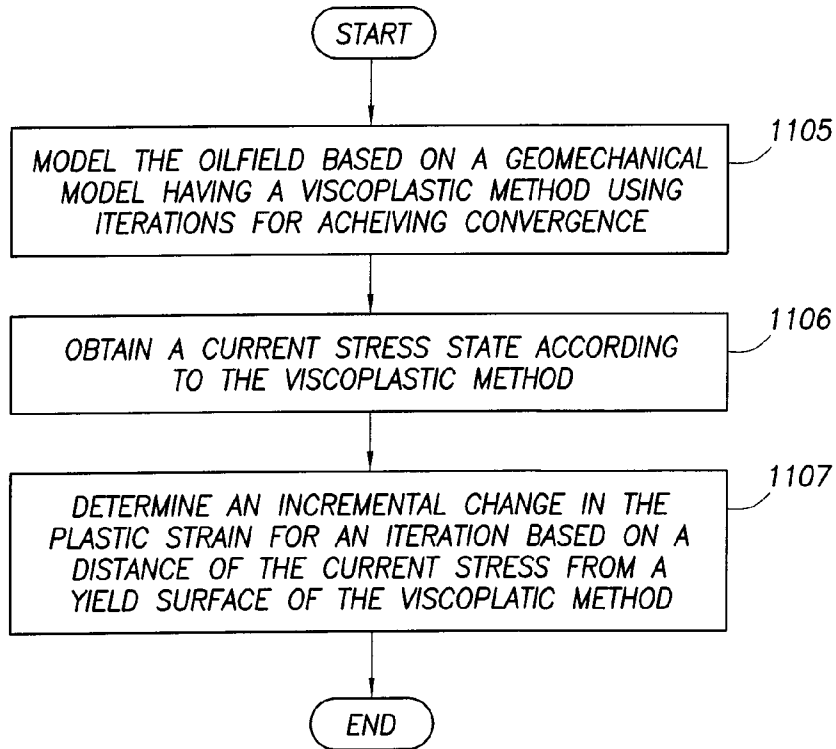 START
1105
MODEL THE OILFIELD BASED ON A GEOMECHANICAL
MODEL HAVING A VISCOPLASTIC METHOD USING
ITERATIONS FOR ACHEIVING CONVERGENCE
1106
OBTAIN A CURRENT STRESS STATE ACCORDING
TO THE VISCOPLASTIC METHOD
1107
DETERMINE AN INCREMENTAL CHANGE IN THE
PLASTIC STRAIN FOR AN ITERATION BASED ON A
DISTANCE OF THE CURRENT STRESS FROM A
YIELD SURFACE OF THE VISCOPLATIC METHOD
END